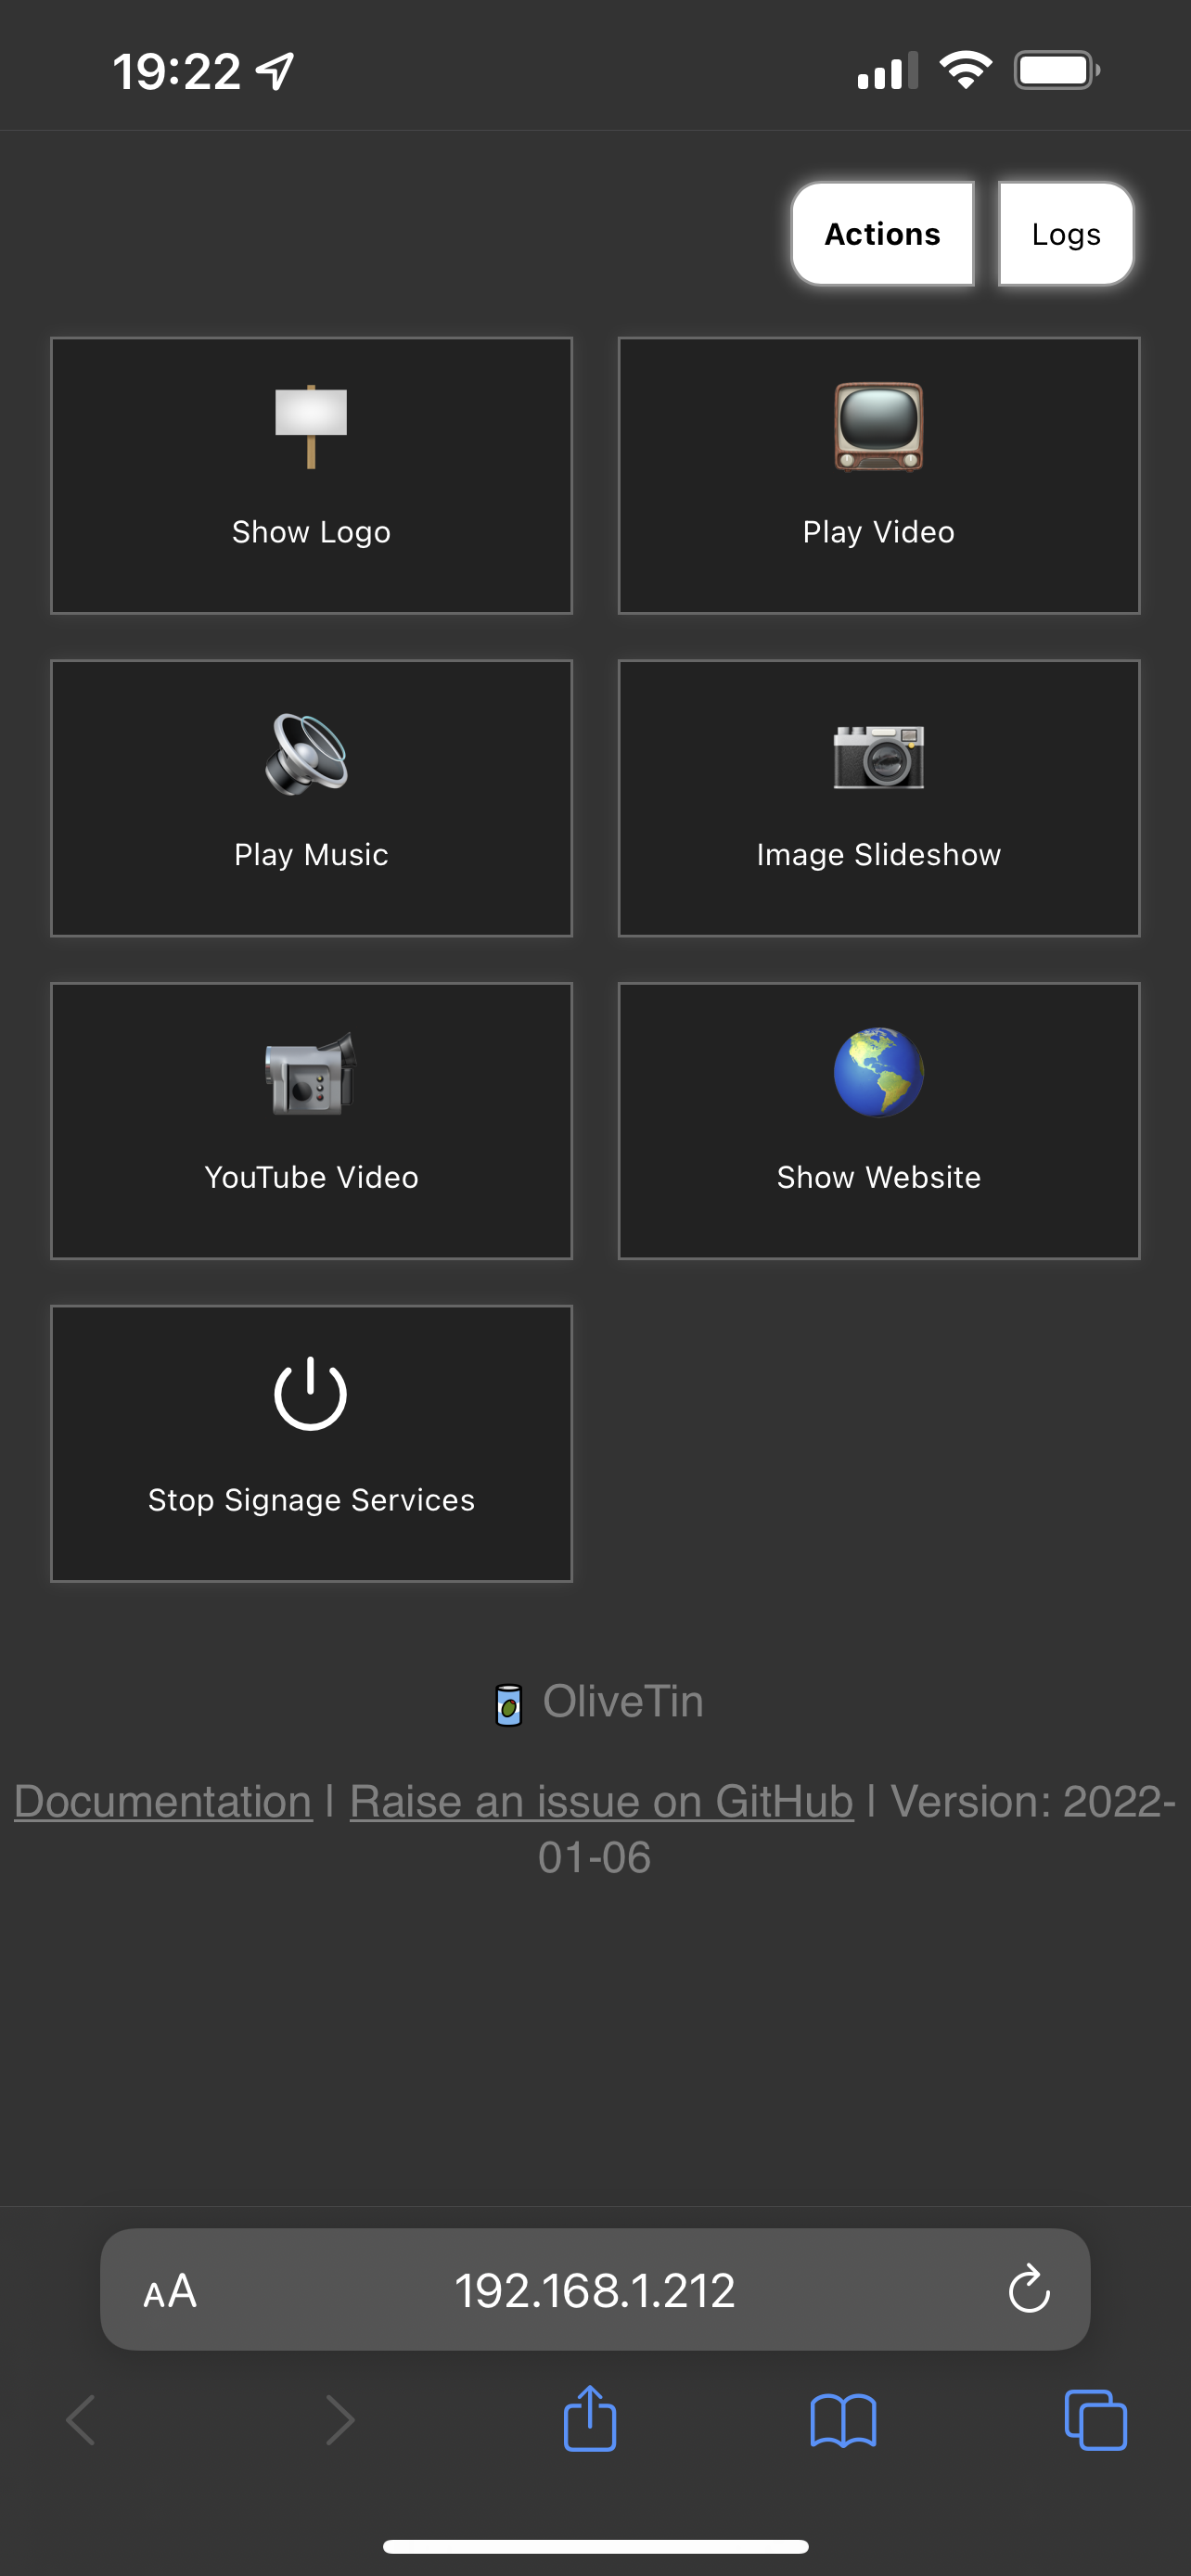 19:22
Actions
Logs
Show Logo
Play Video
Play Music
Image Slideshow
YouTube Video
Show Website
Stop Signage Services
OliveTin
Documentation | Raise an issue on GitHub | Version: 2022-
01-06
AA
192.168.1.212